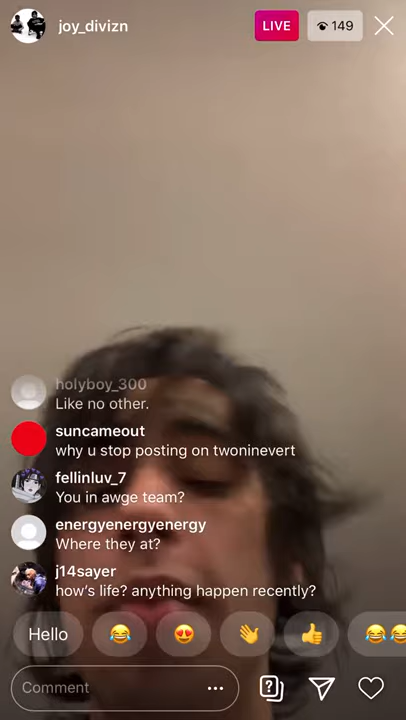 joy_divizn
LIVE
149
holyboy_300
Like no other.
suncameout
why u stop posting on twoninevert
fellinluv_7
You in awge team?
energyenergyenergy
Where they at?
j14sayer
how's life? anything happen recently?
Hello
Comment